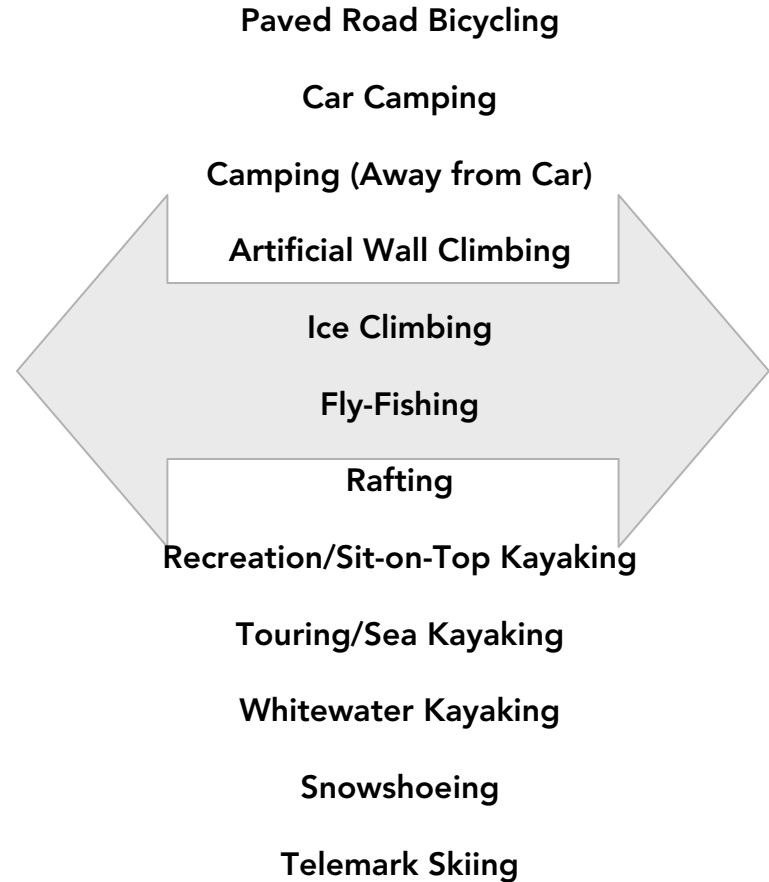 Paved Road Bicycling
Car Camping
Camping (Away from Car)
Artificial Wall Climbing
Ice Climbing
Fly-Fishing
Rafting
Recreation/Sit-on-Top Kayaking
Touring/Sea Kayaking
Whitewater Kayaking
Snowshoeing
Telemark Skiing